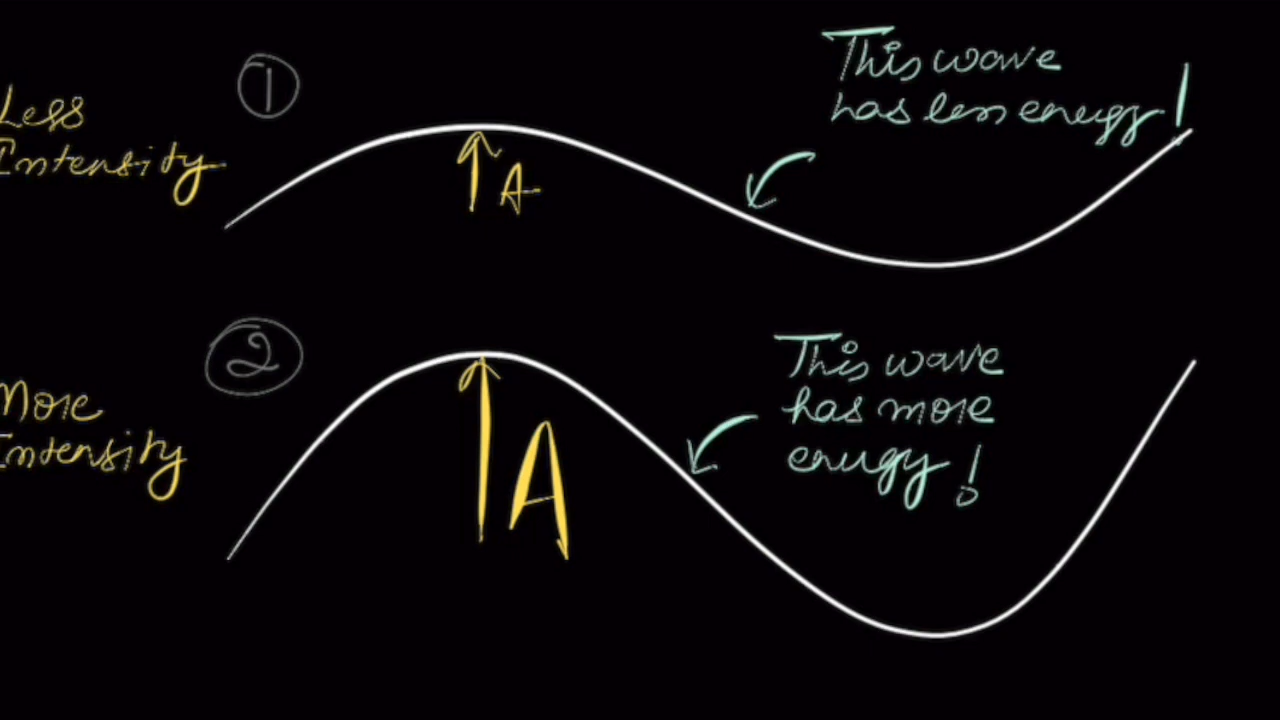 1
Less
Intensity
A
This wave
has less energy!
2
More
Intensity
A
This wave
has more
energy!